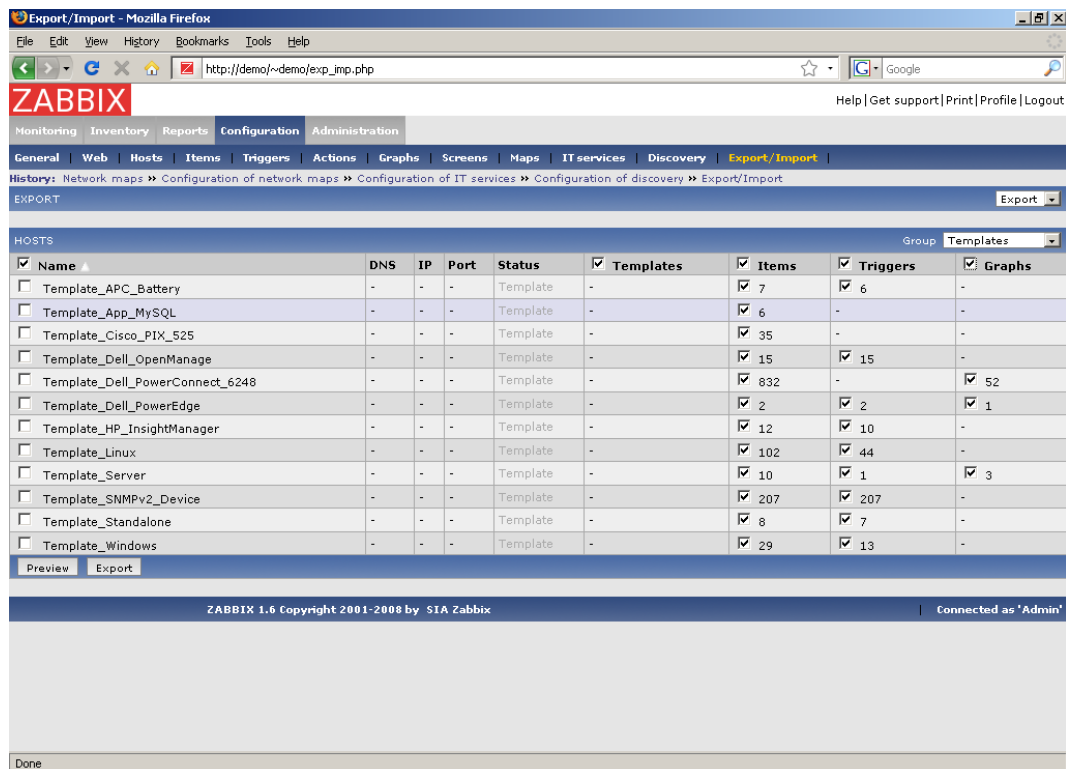 Export/Import - Mozilla Firefox
File Edit View History Bookmarks Tools Help
http://demo/~demo/exp_imp.php G Google
ZABBIX Help|Get support|Print|Profile|Logout
Monitoring Inventory Reports Configuration Administration
General | Web | Hosts | Items | Triggers | Actions | Graphs | Screens | Maps | IT services | Discovery | Export/Import |
History: Network maps » Configuration of network maps » Configuration of IT services » Configuration of discovery » Export/Import
EXPORT Export
HOSTS Group Templates
Name DNS IP Port Status Templates Items Triggers Graphs
Template_APC_Battery - - - Template - 7 6 -
Template_App_MySQL - - - Template - 6 - -
Template_Cisco_PIX_525 - - - Template - 35 - -
Template_Dell_OpenManage - - - Template - 15 15 -
Template_Dell_PowerConnect_6248 - - - Template - 832 - 52
Template_Dell_PowerEdge - - - Template - 2 2 1
Template_HP_InsightManager - - - Template - 12 10 -
Template_Linux - - - Template - 102 44 -
Template_Server - - - Template - 10 1 3
Template_SNMPv2_Device - - - Template - 207 207 -
Template_Standalone - - - Template - 8 7 -
Template_Windows - - - Template - 29 13 -
Preview Export
ZABBIX 1.6 Copyright 2001-2008 by SIA Zabbix | Connected as 'Admin'
Done